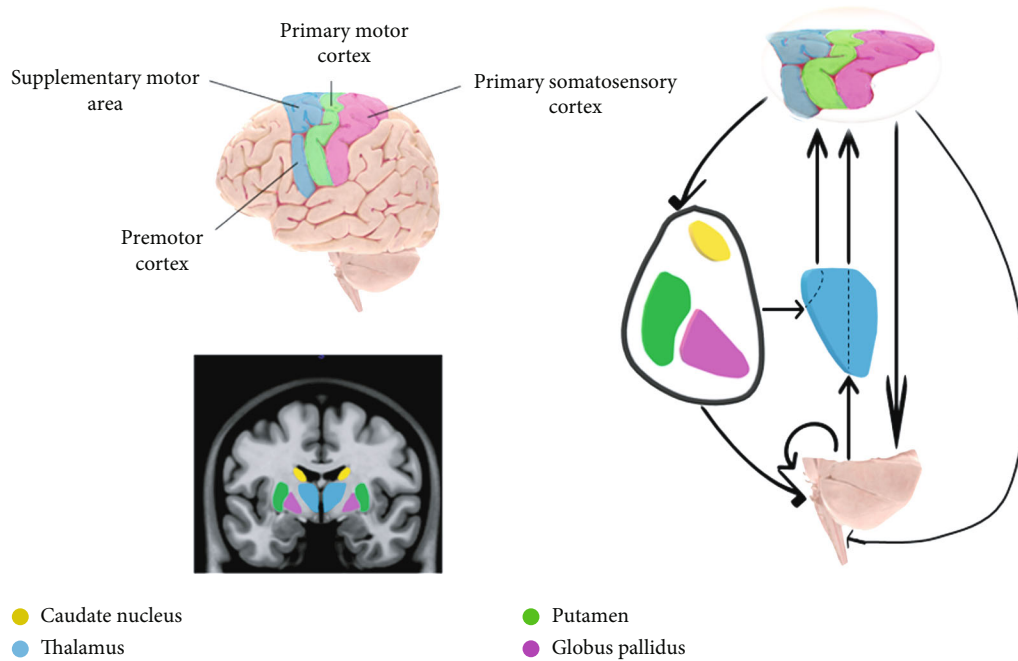 Primary motor
cortex
Supplementary motor
area
Primary somatosensory
cortex
Premotor
cortex
Caudate nucleus
Putamen
Thalamus
Globus pallidus